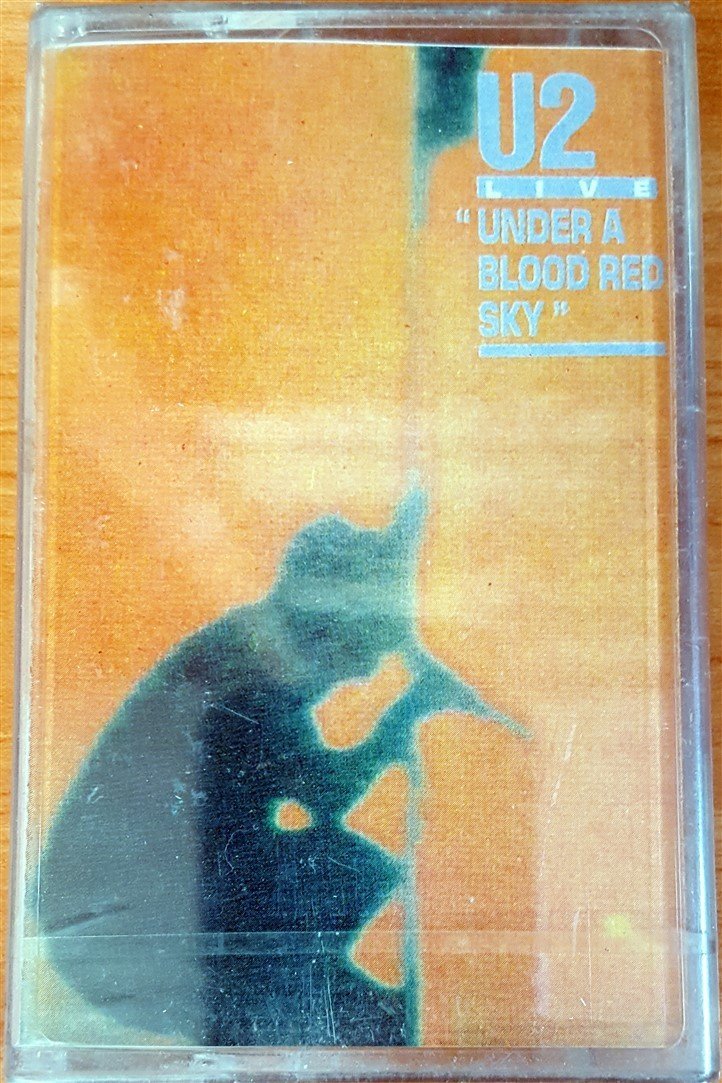 U2
LIVE
“UNDER A
BLOOD RED
SKY”